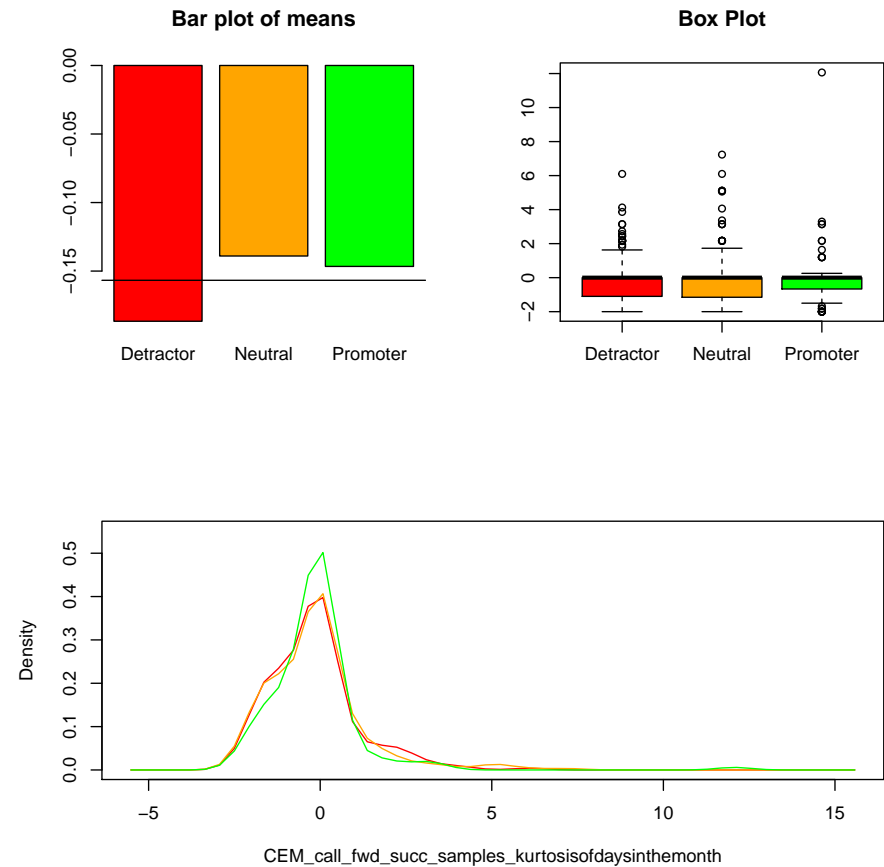 Bar plot of means
0.00
−0.05
−0.10
−0.15
Detractor Neutral Promoter
Box Plot
10
8
6
4
2
0
−2
Detractor Neutral Promoter
Density
0.5
0.4
0.3
0.2
0.1
0.0
−5 0 5 10 15
CEM_call_fwd_succ_samples_kurtosisofdaysinthemonth